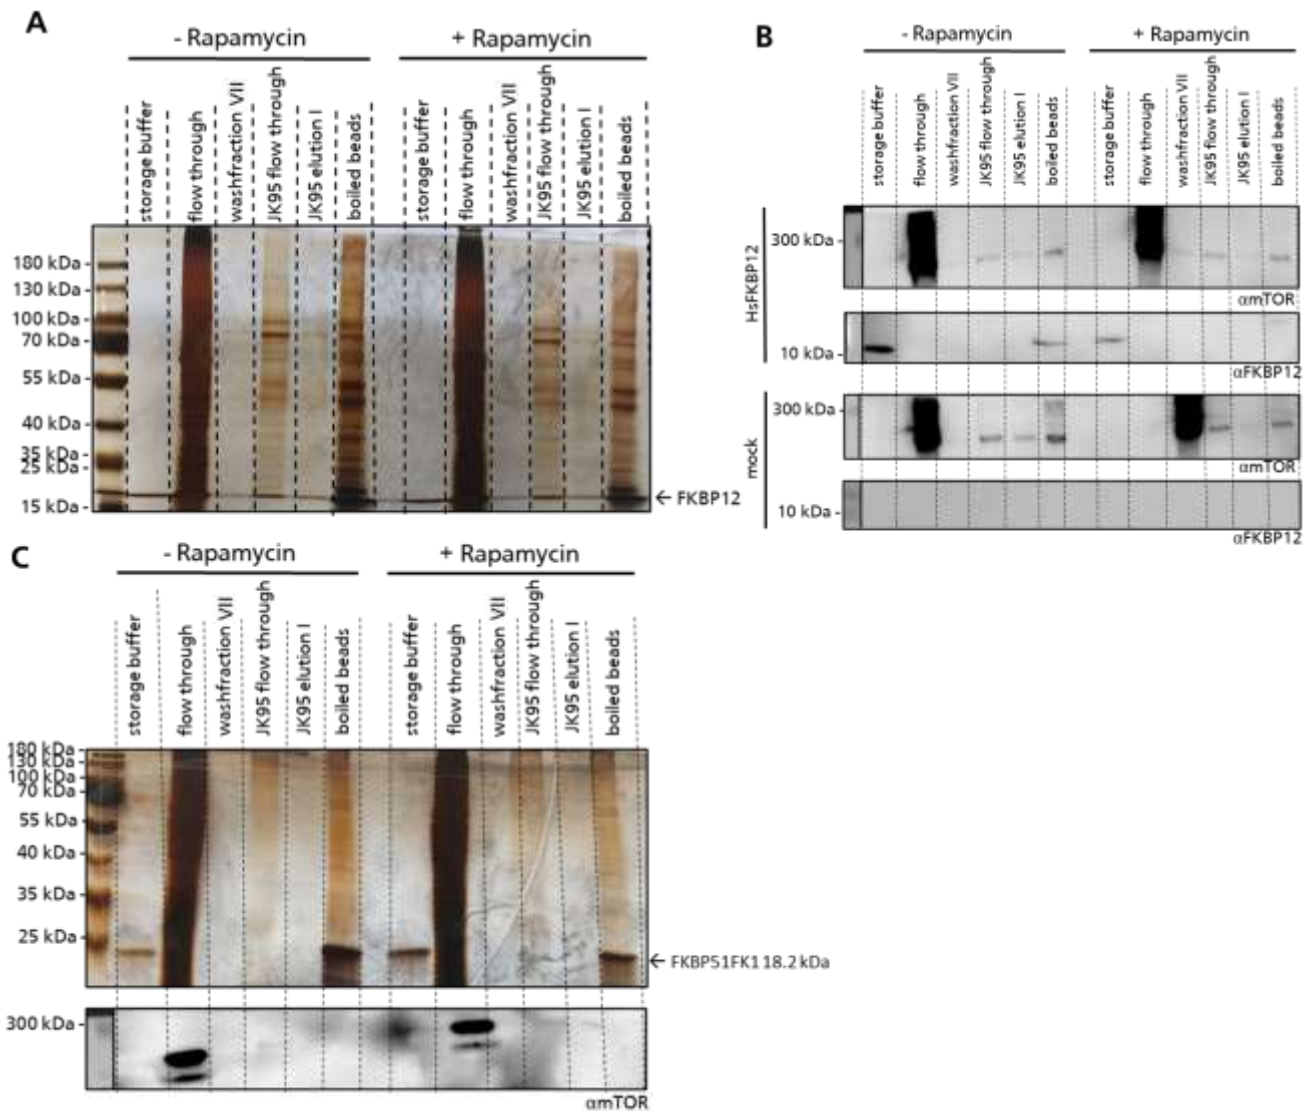 A
- Rapamycin
+ Rapamycin
storage buffer
flow through
washfraction VII
JK95 flow through
JK95 elution I
boiled beads
storage buffer
flow through
washfraction VII
JK95 flow through
JK95 elution I
boiled beads
180 kDa -
130 kDa -
100 kDa -
70 kDa -
55 kDa -
40 kDa -
35 kDa -
25 kDa -
15 kDa -
← FKBP12
B
- Rapamycin
+ Rapamycin
storage buffer
flow through
washfraction VII
JK95 flow through
JK95 elution I
boiled beads
storage buffer
flow through
washfraction VII
JK95 flow through
JK95 elution I
boiled beads
HsFKBP12
300 kDa -
αmTOR
10 kDa -
αFKBP12
mock
300 kDa -
αmTOR
10 kDa -
αFKBP12
C
- Rapamycin
+ Rapamycin
storage buffer
flow through
washfraction VII
JK95 flow through
JK95 elution I
boiled beads
storage buffer
flow through
washfraction VII
JK95 flow through
JK95 elution I
boiled beads
180 kDa -
130 kDa -
100 kDa -
70 kDa -
55 kDa -
40 kDa -
35 kDa -
25 kDa -
← FKBP51FK1 18.2 kDa
300 kDa -
αmTOR